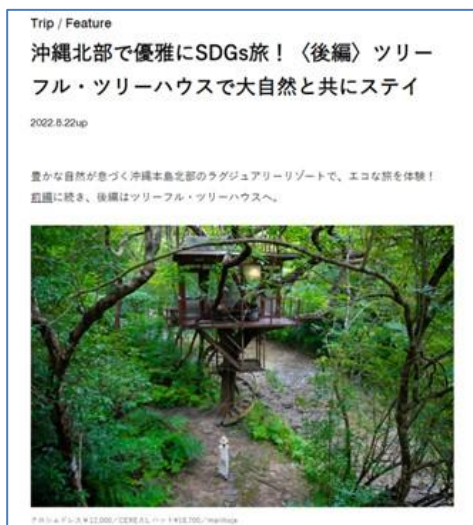 Trip / Feature
沖縄北部で優雅にSDGs旅！〈後編〉ツリー
フル・ツリーハウスで大自然と共にステイ
2022.8.22up
豊かな自然が息づく沖縄本島北部のラグジュアリーリゾートで、エコな旅を体験！
前編に続き、後編はツリーフル・ツリーハウスへ。